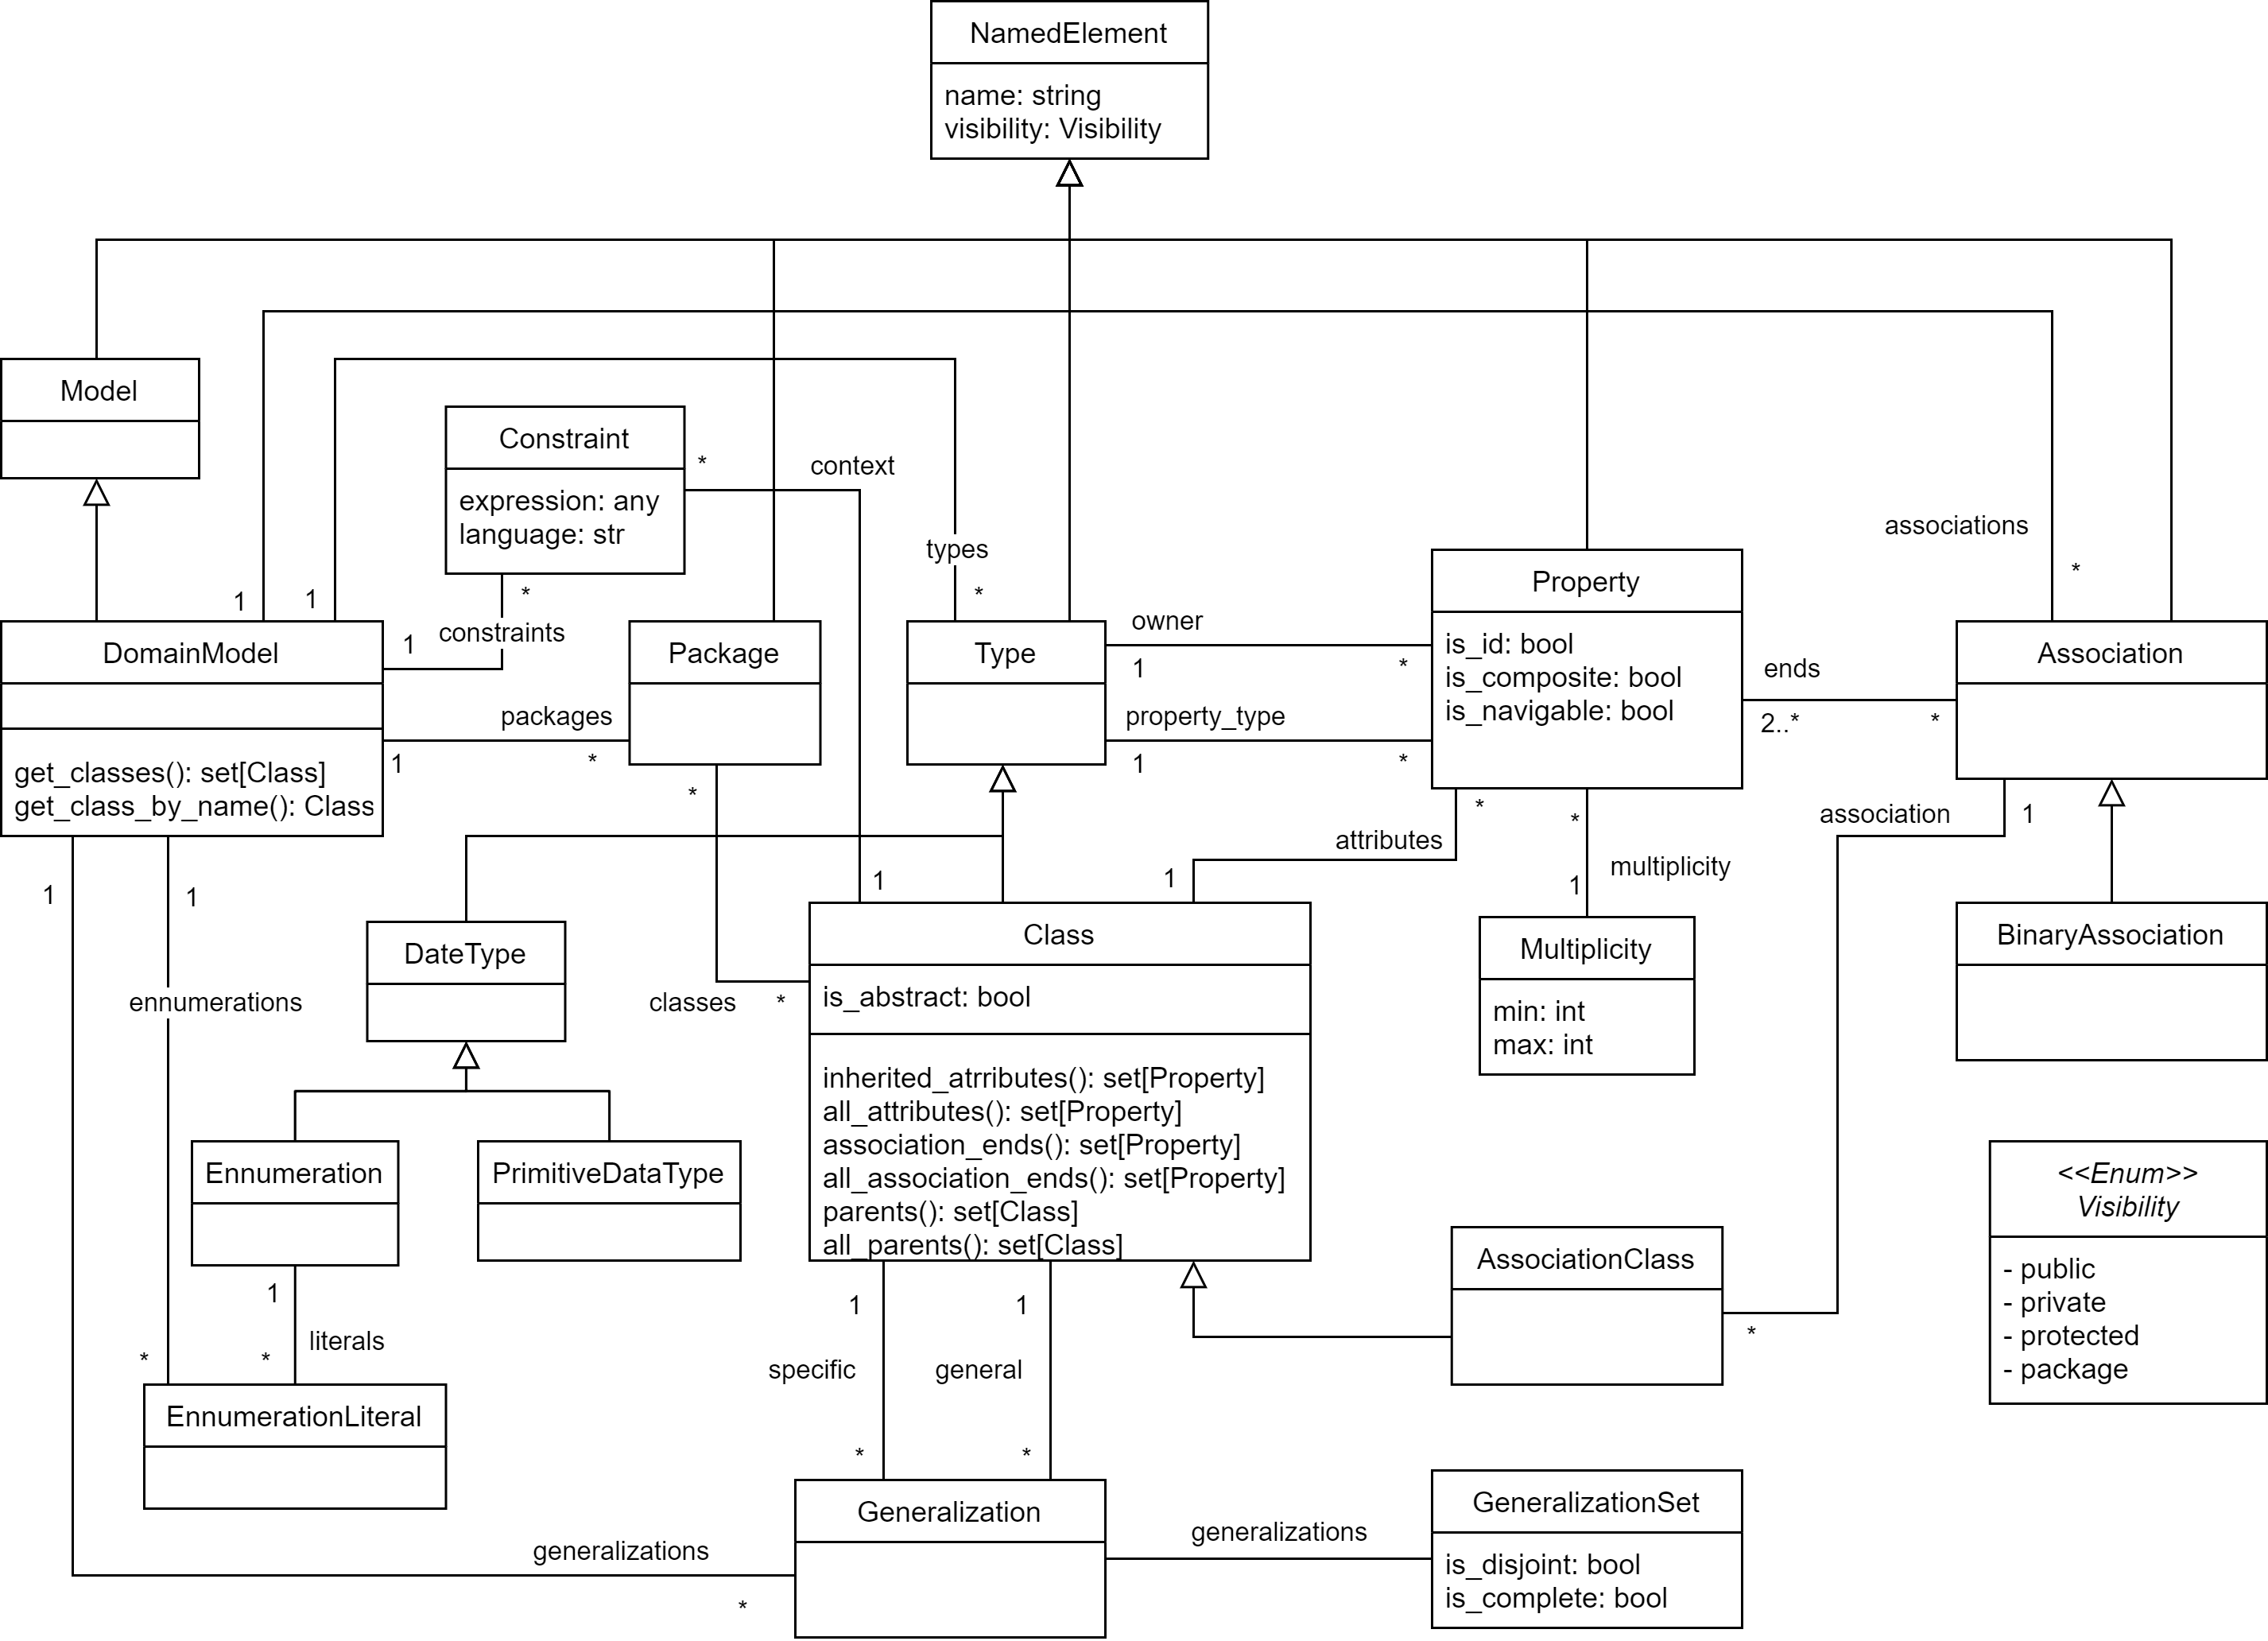 NamedElement
name: string
visibility: Visibility
Model
Constraint
expression: any
language: str
*
context
types
*
associations
*
1
1
*
constraints
1
DomainModel
get_classes(): set[Class]
get_class_by_name(): Class
packages
1
*
Package
*
Type
owner
1
*
property_type
1
*
Property
is_id: bool
is_composite: bool
is_navigable: bool
ends
2..*
*
Association
association
1
*
attributes
1
*
multiplicity
1
1
1
1
DateType
ennumerations
classes
*
Class
is_abstract: bool
inherited_atrributes(): set[Property]
all_attributes(): set[Property]
association_ends(): set[Property]
all_association_ends(): set[Property]
parents(): set[Class]
all_parents(): set[Class]
Multiplicity
min: int
max: int
BinaryAssociation
Ennumeration
PrimitiveDataType
<<Enum>>
Visibility
- public
- private
- protected
- package
AssociationClass
*
1
literals
*
*
EnnumerationLiteral
1
specific
*
1
general
*
Generalization
generalizations
*
generalizations
GeneralizationSet
is_disjoint: bool
is_complete: bool